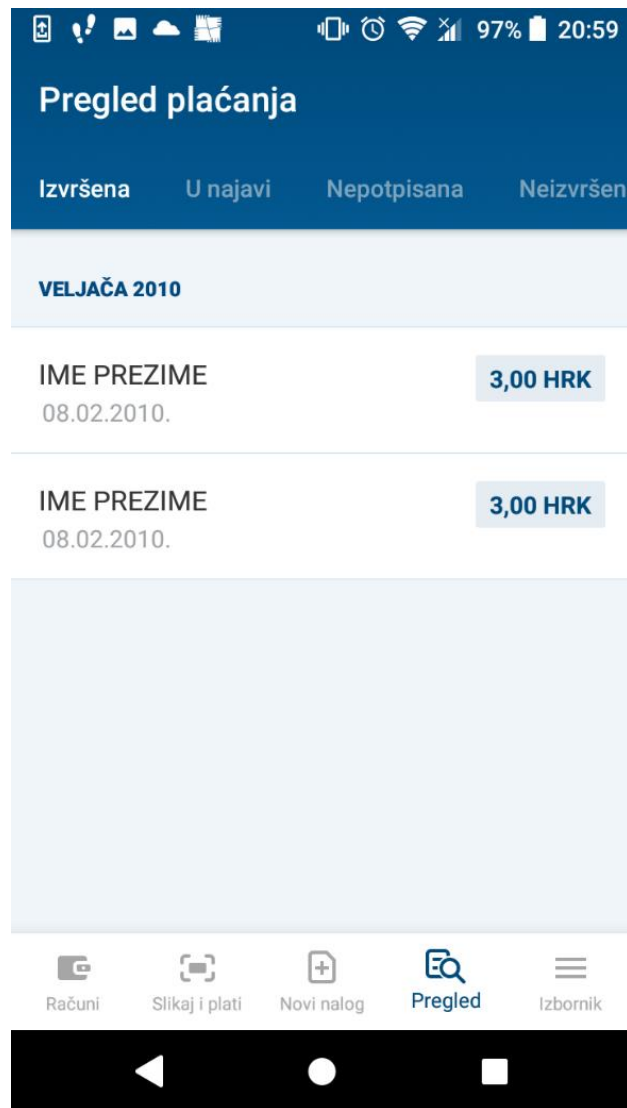 97% 20:59
Pregled plaćanja
Izvršena U najavi Nepotpisana Neizvršen
VELJAČA 2010
IME PREZIME 3,00 HRK
08.02.2010.
IME PREZIME 3,00 HRK
08.02.2010.
Računi Slikaj i plati Novi nalog Pregled Izbornik